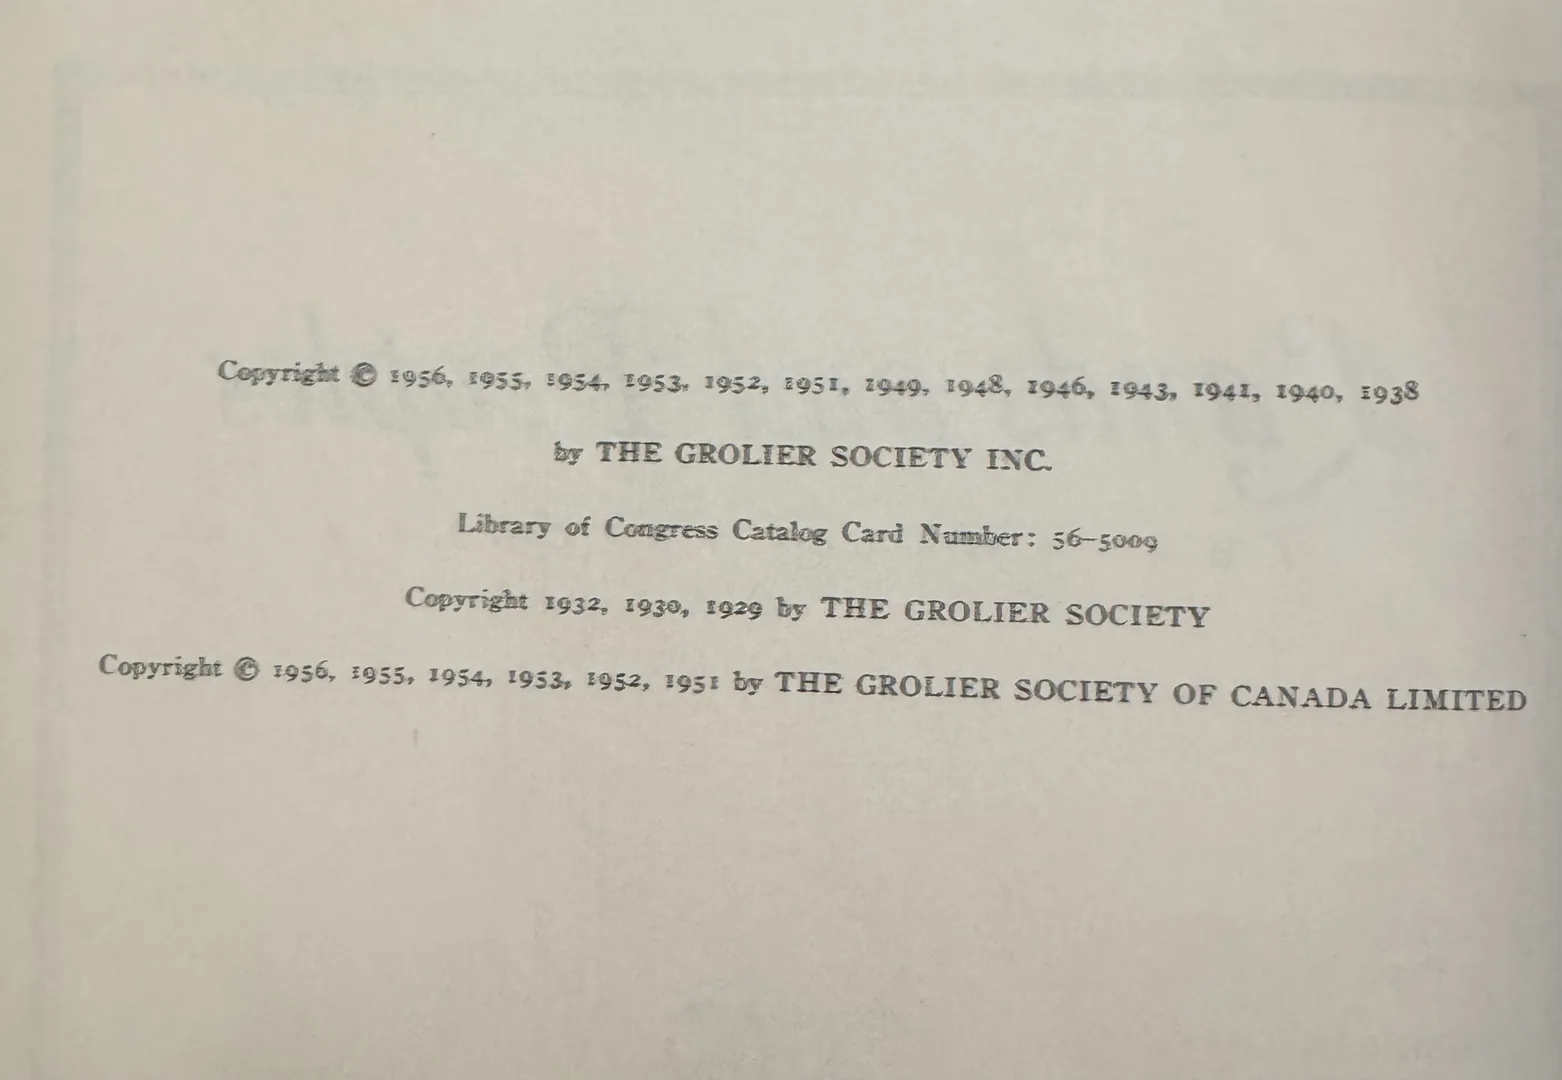 Copyright © 1956, 1955, 1954, 1953, 1952, 1951, 1949, 1948, 1946, 1943, 1941, 1940, 1938
by THE GROLIER SOCIETY INC.
Library of Congress Catalog Card Number: 56-5009
Copyright 1932, 1930, 1929 by THE GROLIER SOCIETY
Copyright © 1956, 1955, 1954, 1953, 1952, 1951 by THE GROLIER SOCIETY OF CANADA LIMITED